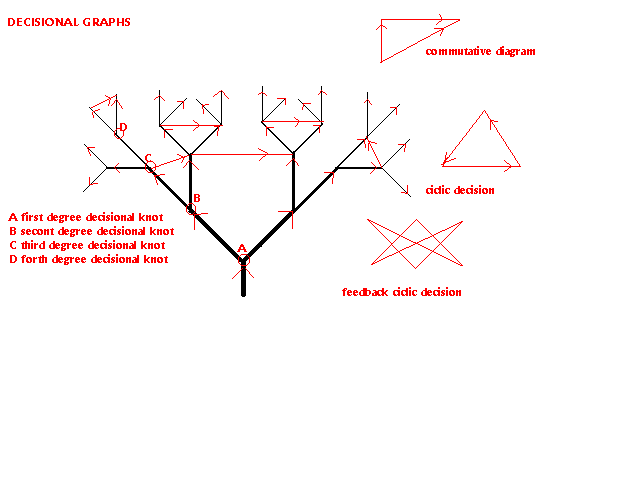 DECISIONAL GRAPHS
commutative diagram
D
C
B
A
ciclic decision
A first degree decisional knot
B second degree decisional knot
C third degree decisional knot
D forth degree decisional knot
feedback ciclic decision